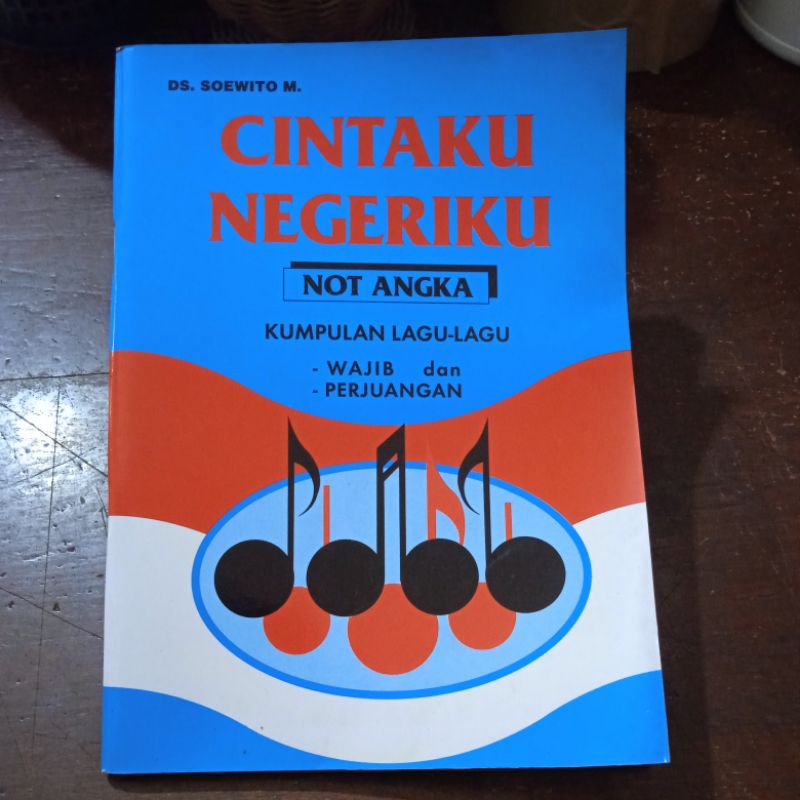 DS. SOEWITO M.
CINTAKU
NEGERIKU
NOT ANGKA
KUMPULAN LAGU-LAGU
- WAJIB dan
- PERJUANGAN